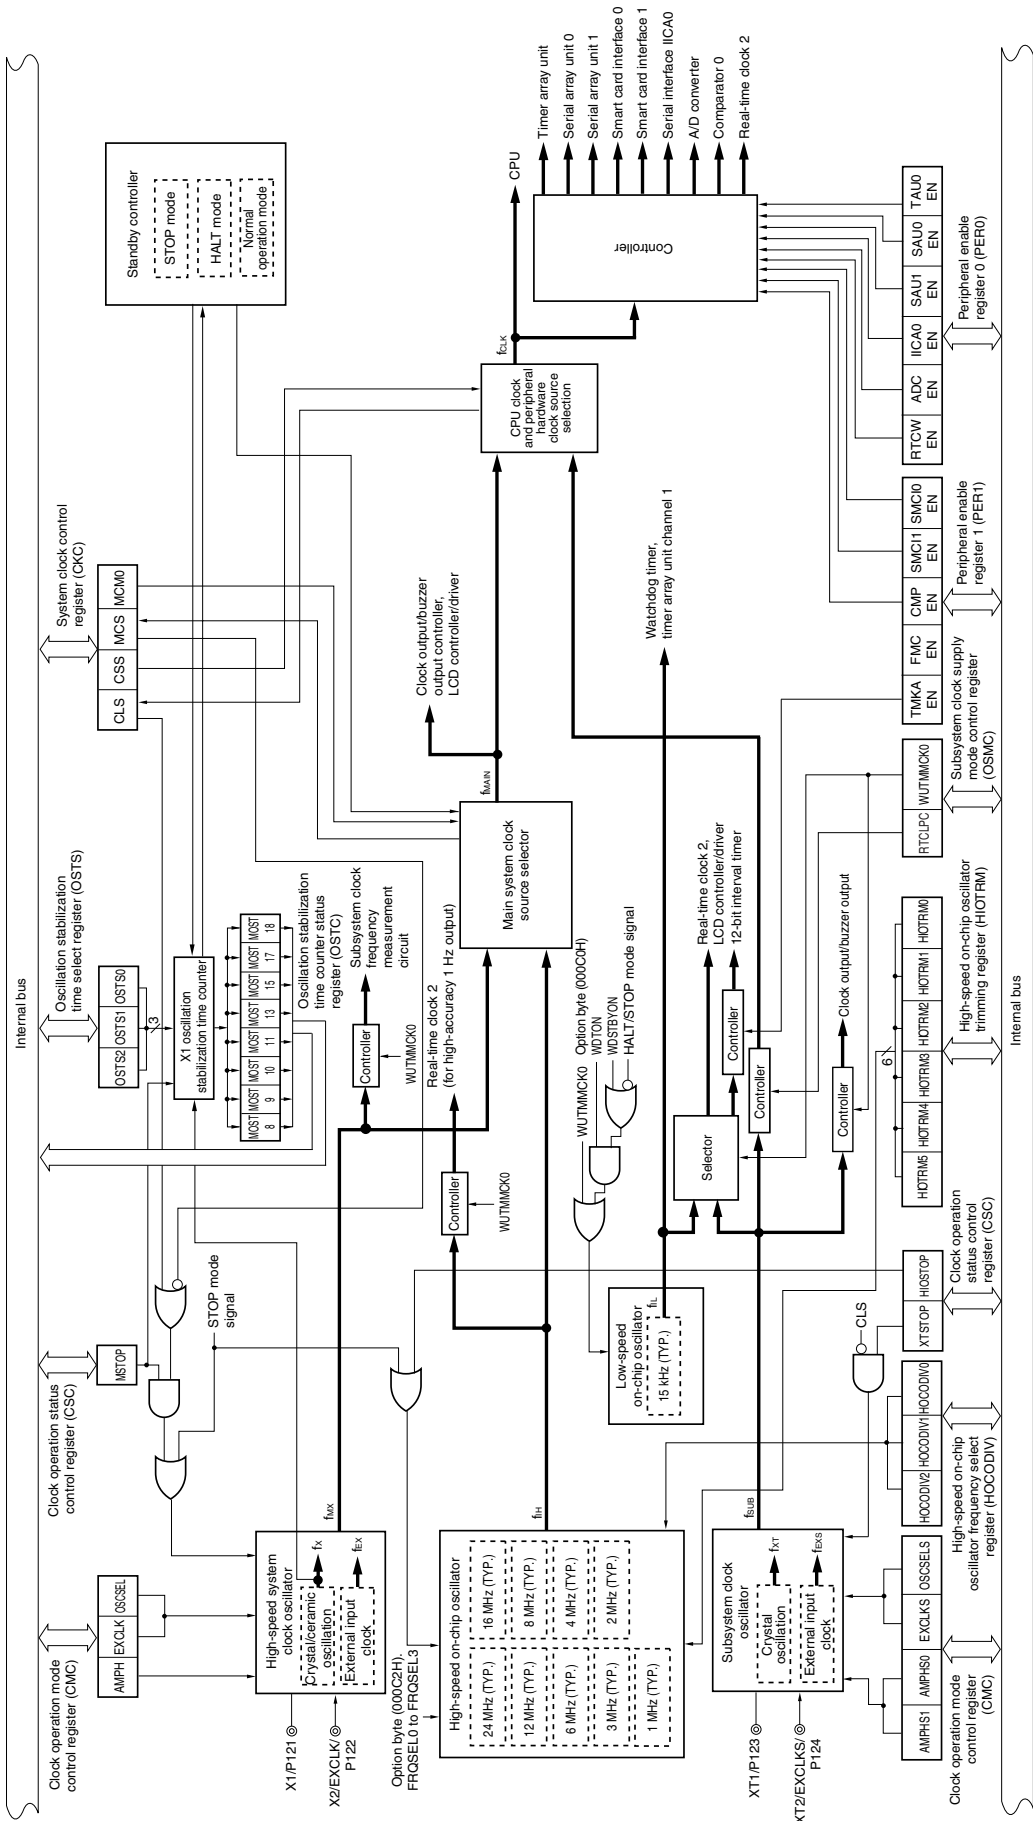 Internal bus
Clock operation mode
control register (CMC)
AMPH
EXCLK
OSCSEL
Clock operation status
control register (CSC)
MSTOP
Oscillation stabilization
time select register (OSTS)
OSTS2
OSTS1
OSTS0
3
System clock control
register (CKC)
CLS
CSS
MCS
MCM0
Standby controller
STOP mode
HALT mode
Normal
operation mode
X1 oscillation
stabilization time counter
MOST
8
MOST
9
MOST
10
MOST
11
MOST
13
MOST
15
MOST
17
MOST
18
Oscillation stabilization
time counter status
register (OSTC)
STOP mode
signal
High-speed system
clock oscillator
Crystal/ceramic
oscillation
fX
External input
clock
fEX
X1/P121
X2/EXCLK/
P122
fMX
Controller
WUTMMCK0
Subsystem clock
frequency
measurement
circuit
Real-time clock 2
(for high-accuracy 1 Hz output)
Controller
WUTMMCK0
Main system clock
source selector
fMAIN
Clock output/buzzer
output controller,
LCD controller/driver
CPU clock
and peripheral
hardware
clock source
selection
fCLK
CPU
Controller
Timer array unit
Serial array unit 0
Serial array unit 1
Smart card interface 0
Smart card interface 1
Serial interface IICA0
A/D converter
Comparator 0
Real-time clock 2
Option byte (000C2H).
FRQSEL0 to FRQSEL3
High-speed on-chip oscillator
24 MHz (TYP.)
16 MHz (TYP.)
12 MHz (TYP.)
8 MHz (TYP.)
6 MHz (TYP.)
4 MHz (TYP.)
3 MHz (TYP.)
2 MHz (TYP.)
1 MHz (TYP.)
fIH
WUTMMCK0
Option byte (000C0H)
WDTON
WDSTBYON
HALT/STOP mode signal
Low-speed
on-chip oscillator
15 kHz (TYP.)
fIL
Watchdog timer,
timer array unit channel 1
Selector
Real-time clock 2,
LCD controller/driver
12-bit interval timer
Controller
Controller
Controller
Clock output/buzzer output
Subsystem clock
oscillator
Crystal
oscillation
fXT
External input
clock
fEXS
XT1/P123
XT2/EXCLKS/
P124
fSUB
CLS
AMPHS1
AMPHS0
EXCLKS
OSCSELS
Clock operation mode
control register
(CMC)
HOCODIV2
HOCODIV1
HOCODIV0
High-speed on-chip
oscillator frequency select
register (HOCODIV)
XTSTOP
HIOSTOP
Clock operation
status control
register (CSC)
6
HIOTRM5
HIOTRM4
HIOTRM3
HIOTRM2
HIOTRM1
HIOTRM0
High-speed on-chip oscillator
trimming register (HIOTRM)
RTCLPC
WUTMMCK0
Subsystem clock supply
mode control register
(OSMC)
TMKA
EN
FMC
EN
CMP
EN
SMCI1
EN
SMCI0
EN
Peripheral enable
register 1 (PER1)
RTCW
EN
ADC
EN
IICA0
EN
SAU1
EN
SAU0
EN
TAU0
EN
Peripheral enable
register 0 (PER0)
Internal bus